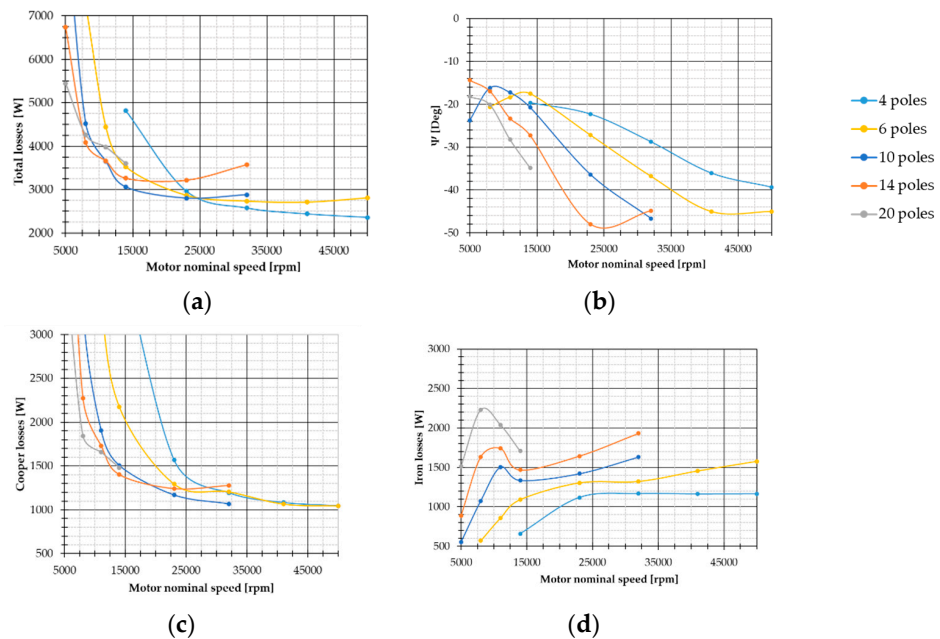 7000
6000
5000
4000
3000
2000
Total losses [W]
5000 15000 25000 35000 45000
Motor nominal speed [rpm]
(a)
0
-10
-20
-30
-40
-50
Ψ [Deg]
5000 15000 25000 35000 45000
Motor nominal speed [rpm]
(b)
4 poles
6 poles
10 poles
14 poles
20 poles
3000
2500
2000
1500
1000
500
Cooper losses [W]
5000 15000 25000 35000 45000
Motor nominal speed [rpm]
(c)
3000
2500
2000
1500
1000
500
Iron losses [W]
5000 15000 25000 35000 45000
Motor nominal speed [rpm]
(d)